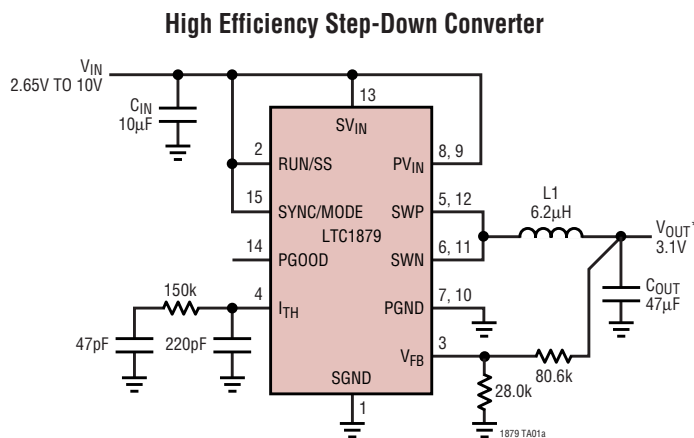 High Efficiency Step-Down Converter
VIN
2.65V TO 10V
CIN
10µF
13
SVIN
2
RUN/SS
PVIN
8, 9
15
SYNC/MODE
SWP
5, 12
L1
6.2µH
LTC1879
VOUT*
3.1V
14
PGOOD
SWN
6, 11
COUT
47µF
150k
4
ITH
PGND
7, 10
47pF
220pF
3
VFB
80.6k
28.0k
SGND
1
1879 TA01a